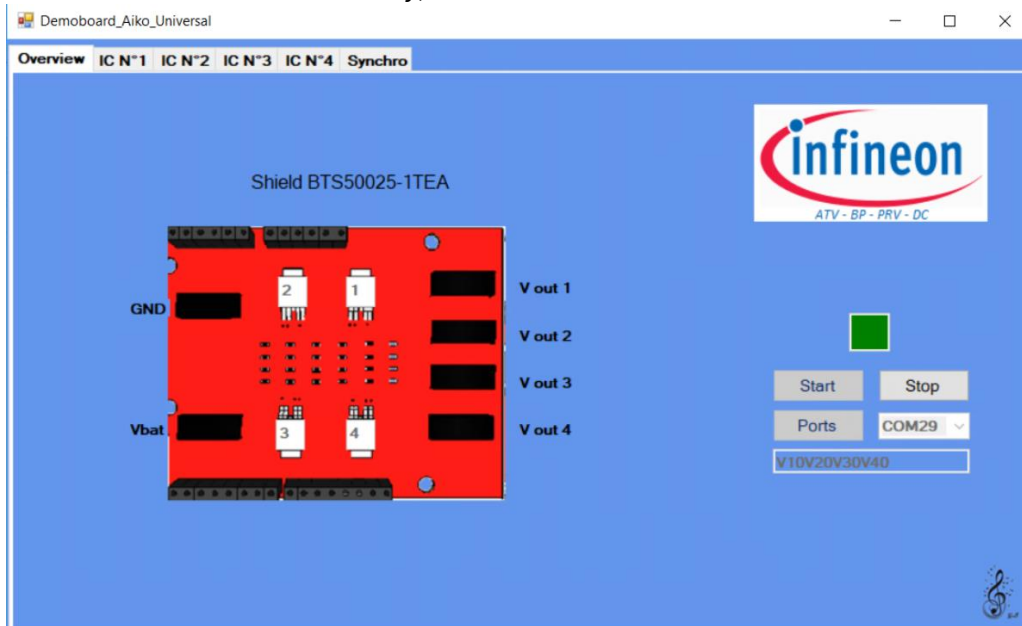 Demoboard_Aiko_Universal
Overview IC N°1 IC N°2 IC N°3 IC N°4 Synchro
infineon
ATV - BP - PRV - DC
Shield BTS50025-1TEA
2 1
V out 1
GND
V out 2
V out 3
Vbat
3 4
V out 4
Start Stop
Ports COM29
V10V20V30V40